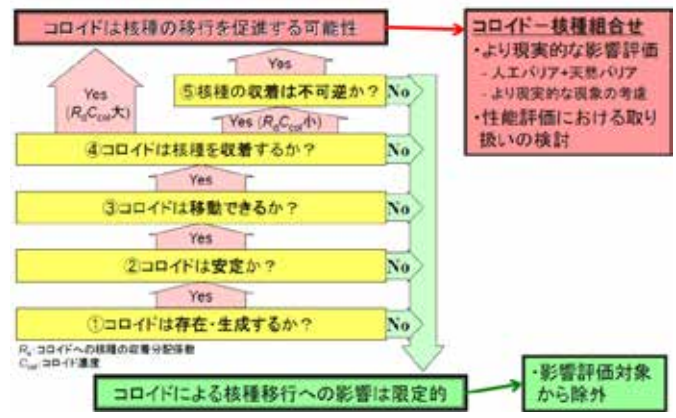 コロイドは核種の移行を促進する可能性
コロイドー核種組合せ
・より現実的な影響評価
- 人工バリア+天然バリア
- より現実的な現象の考慮
・性能評価における取り
扱いの検討
Yes
(RdCcol大)
Yes
⑤核種の収着は不可逆か？
No
Yes (RdCcol小)
④コロイドは核種を収着するか？
No
Yes
③コロイドは移動できるか？
No
Yes
②コロイドは安定か？
No
Yes
①コロイドは存在・生成するか？
No
Rd:コロイドへの核種の収着分配係数
Ccol:コロイド濃度
コロイドによる核種移行への影響は限定的
・影響評価対象
から除外